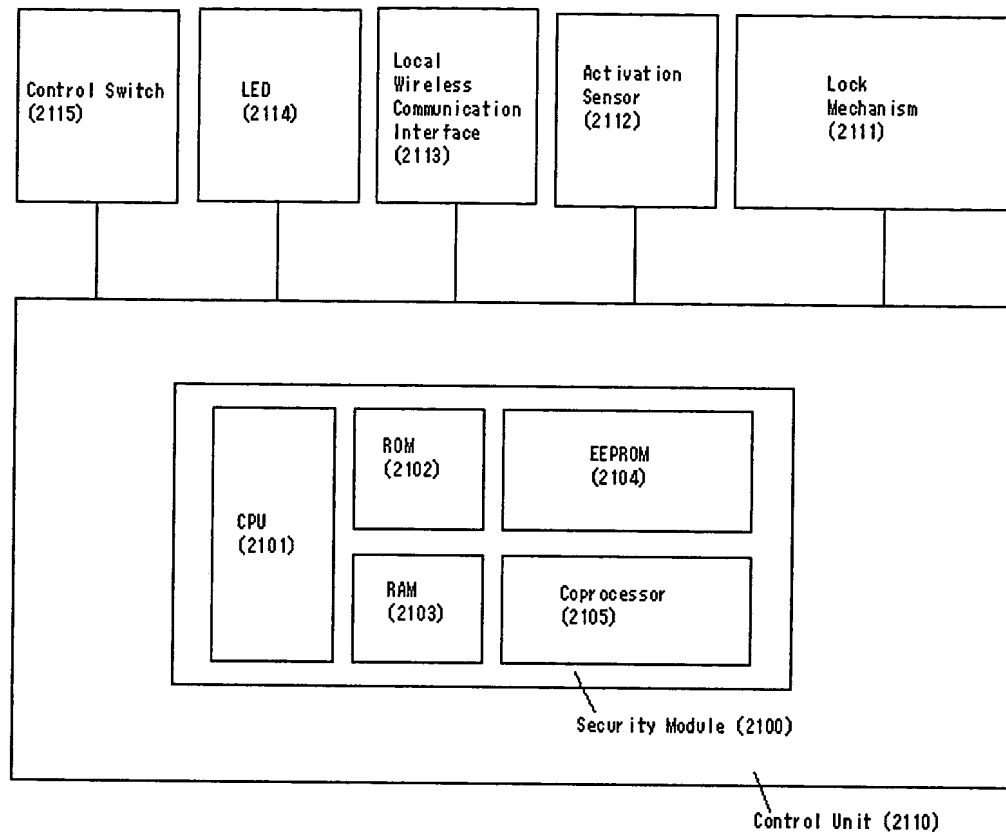 Control Switch
(2115)
LED
(2114)
Local
Wireless
Communication
Interface
(2113)
Activation
Sensor
(2112)
Lock
Mechanism
(2111)
CPU
(2101)
ROM
(2102)
RAM
(2103)
EEPROM
(2104)
Coprocessor
(2105)
Security Module (2100)
Control Unit (2110)